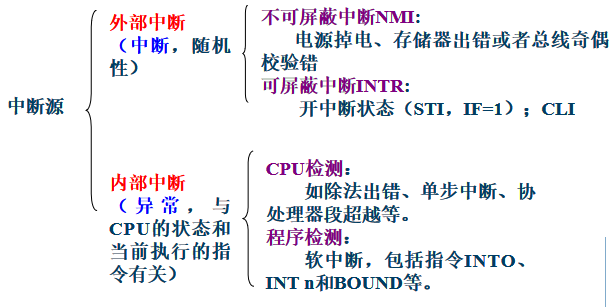 中断源
外部中断
（中断，随机
性）
不可屏蔽中断NMI:
电源掉电、存储器出错或者总线奇偶
校验错
可屏蔽中断INTR:
开中断状态（STI，IF=1）；CLI
内部中断
（异常，与
CPU的状态和
当前执行的指
令有关）
CPU检测：
如除法出错、单步中断、协
处理器段超越等。
程序检测：
软中断，包括指令INTO、
INT n和BOUND等。